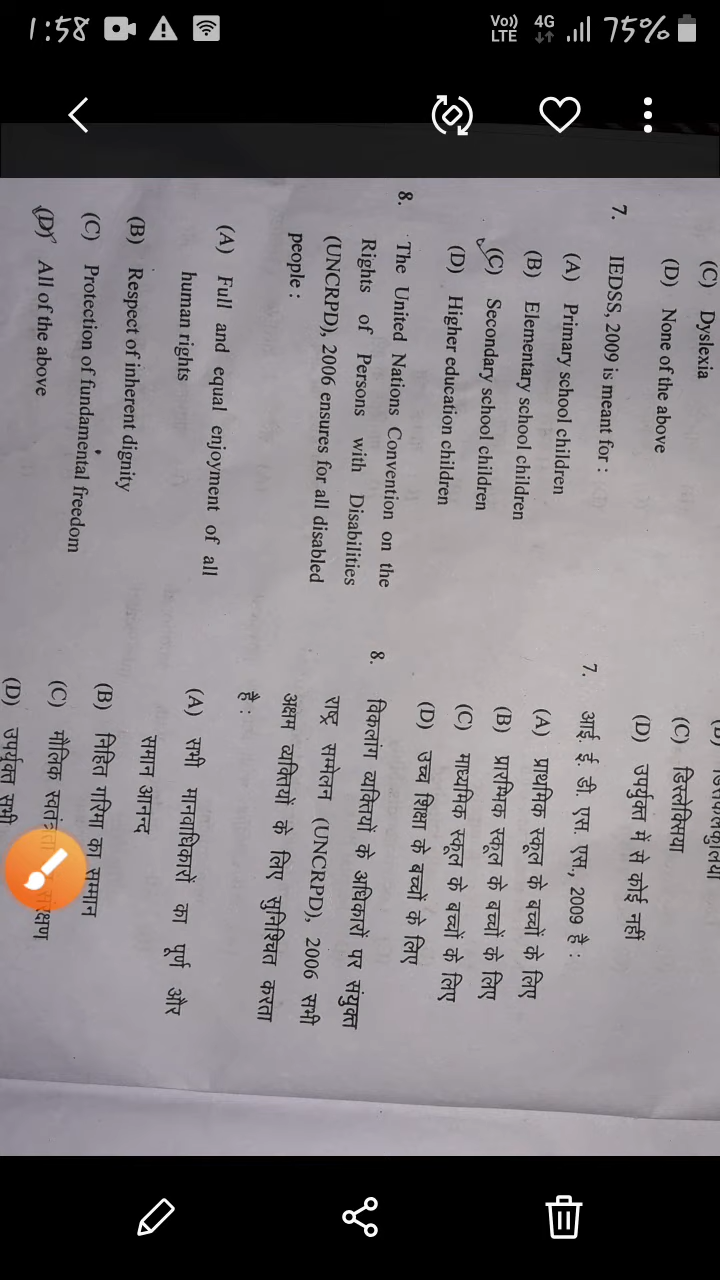 1:58
Vo)) LTE 4G 75%
(C) Dyslexia
(D) None of the above
7. IEDSS, 2009 is meant for :
(A) Primary school children
(B) Elementary school children
(C) Secondary school children
(D) Higher education children
8. The United Nations Convention on the
Rights of Persons with Disabilities
(UNCRPD), 2006 ensures for all disabled
people :
(A) Full and equal enjoyment of all
human rights
(B) Respect of inherent dignity
(C) Protection of fundamental freedom
(D) All of the above
(C) डिस्लेक्सिया
(D) उपर्युक्त में से कोई नहीं
7. आई. ई. डी. एस. एस., 2009 है :
(A) प्राथमिक स्कूल के बच्चों के लिए
(B) प्रारम्भिक स्कूल के बच्चों के लिए
(C) माध्यमिक स्कूल के बच्चों के लिए
(D) उच्च शिक्षा के बच्चों के लिए
8. विकलांग व्यक्तियों के अधिकारों पर संयुक्त
राष्ट्र सम्मेलन (UNCRPD), 2006 सभी
अक्षम व्यक्तियों के लिए सुनिश्चित करता
है :
(A) सभी मानवाधिकारों का पूर्ण और
समान आनन्द
(B) निहित गरिमा का सम्मान
(C) मौलिक स्वतंत्रता संरक्षण
(D) उपर्युक्त सभी